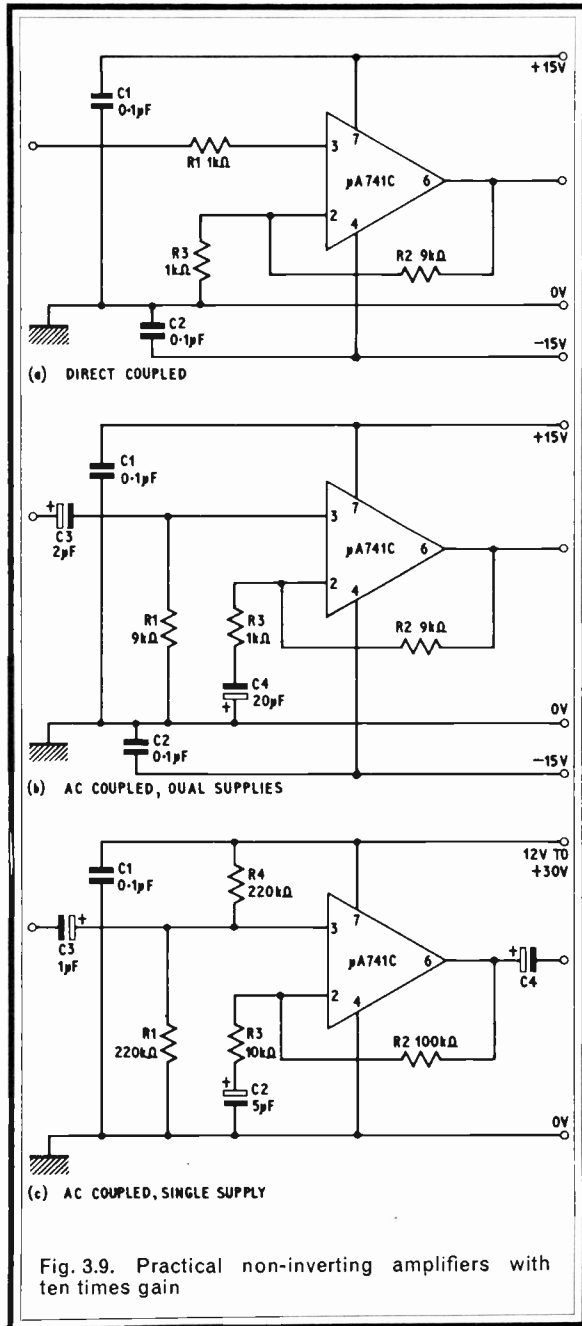 +15V
C1
0·1µF
R1 1kΩ
3
7
µA741C
6
2
4
R3
1kΩ
R2 9kΩ
0V
C2
0·1µF
−15V
(a) DIRECT COUPLED
+15V
C1
0·1µF
+
C3
2µF
3
7
µA741C
6
2
4
R1
9kΩ
R3
1kΩ
R2 9kΩ
C4
20µF
+
0V
C2
0·1µF
−15V
(b) AC COUPLED, DUAL SUPPLIES
12V TO
+30V
C1
0·1µF
R4
220kΩ
+
C3
1µF
3
7
µA741C
6
+
C4
2
4
R1
220kΩ
R3
10kΩ
R2 100kΩ
+
C2
5µF
0V
(c) AC COUPLED, SINGLE SUPPLY
Fig. 3.9. Practical non-inverting amplifiers with
ten times gain